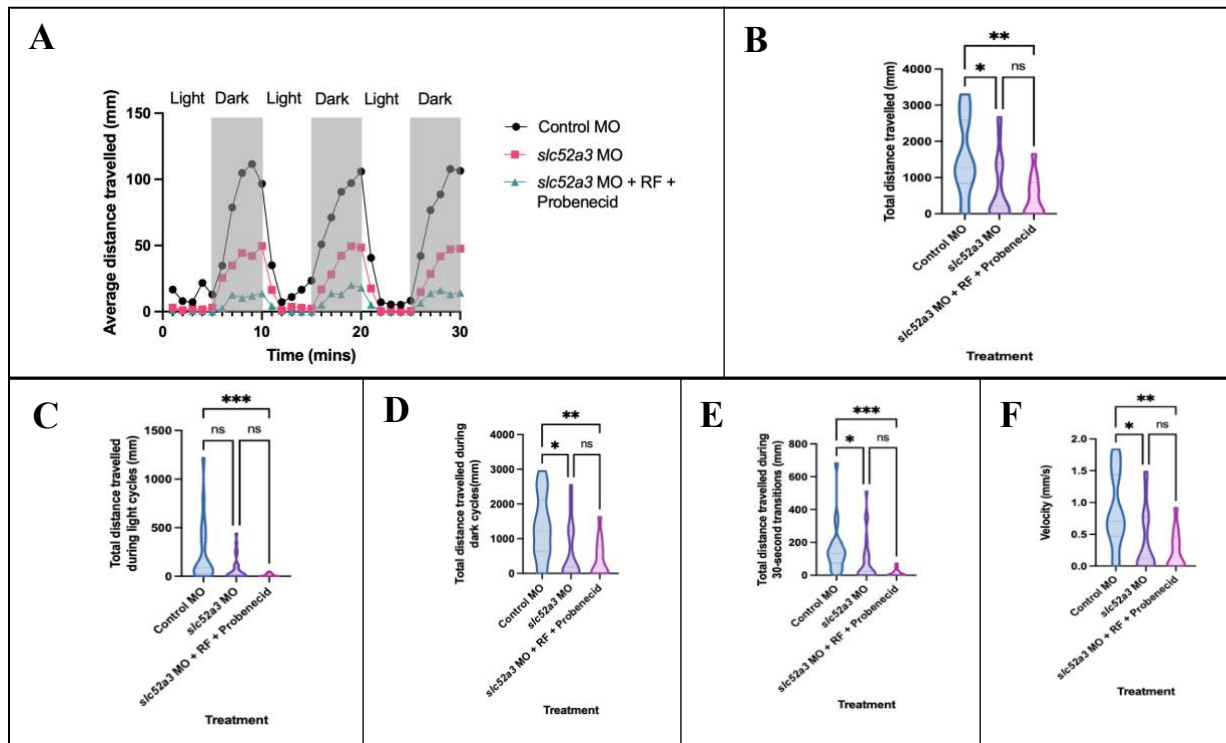 A
Light Dark Light Dark Light Dark
150
100
50
0
0 10 20 30
Average distance travelled (mm)
Time (mins)
Control MO
slc52a3 MO
slc52a3 MO + RF +
Probenecid
B
**
* ns
4000
3000
2000
1000
0
Total distance travelled (mm)
Control MO
slc52a3 MO
slc52a3 MO + RF + Probenecid
Treatment
C
***
ns ns
1500
1000
500
0
Total distance travelled
during light cycles (mm)
Control MO
slc52a3 MO
slc52a3 MO + RF + Probenecid
Treatment
D
**
* ns
4000
3000
2000
1000
0
Total distance travelled during
dark cycles(mm)
Control MO
slc52a3 MO
slc52a3 MO + RF + Probenecid
Treatment
E
***
* ns
800
600
400
200
0
Total distance travelled during
30-second transitions (mm)
Control MO
slc52a3 MO
slc52a3 MO + RF + Probenecid
Treatment
F
**
* ns
2.0
1.5
1.0
0.5
0.0
Velocity (mm/s)
Control MO
slc52a3 MO
slc52a3 MO + RF + Probenecid
Treatment